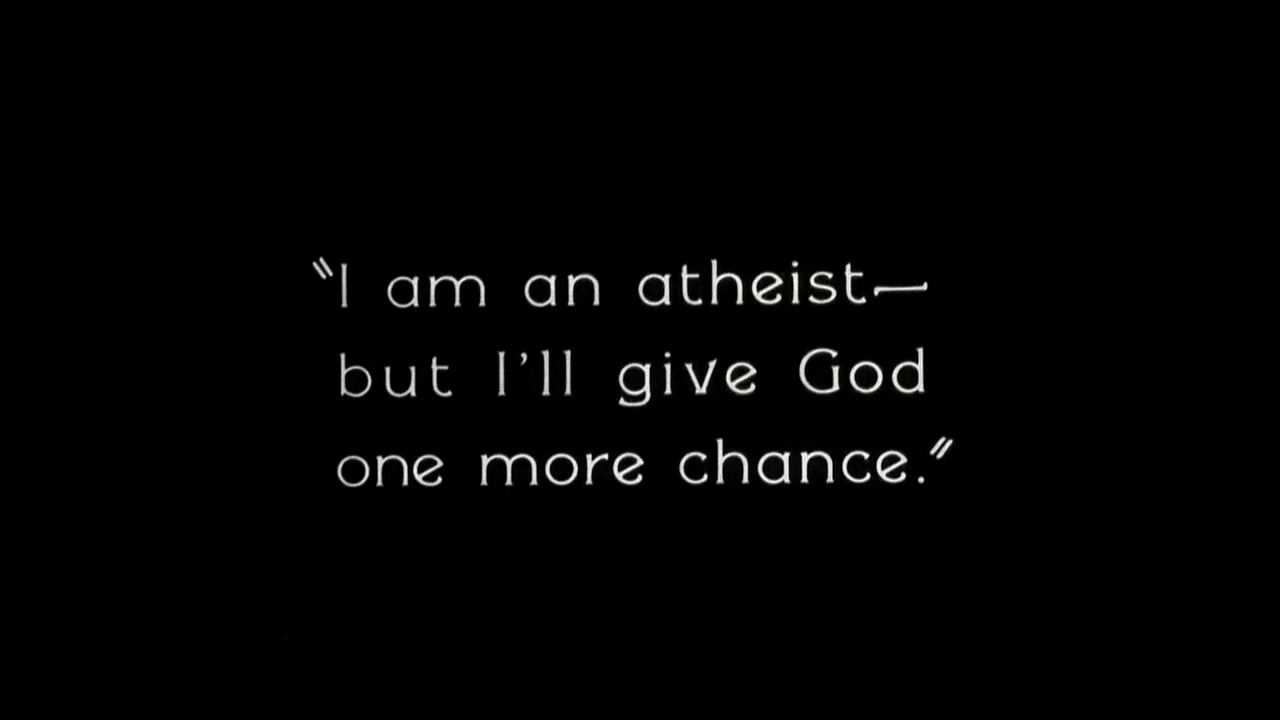 "I am an atheist—
but I'll give God
one more chance."